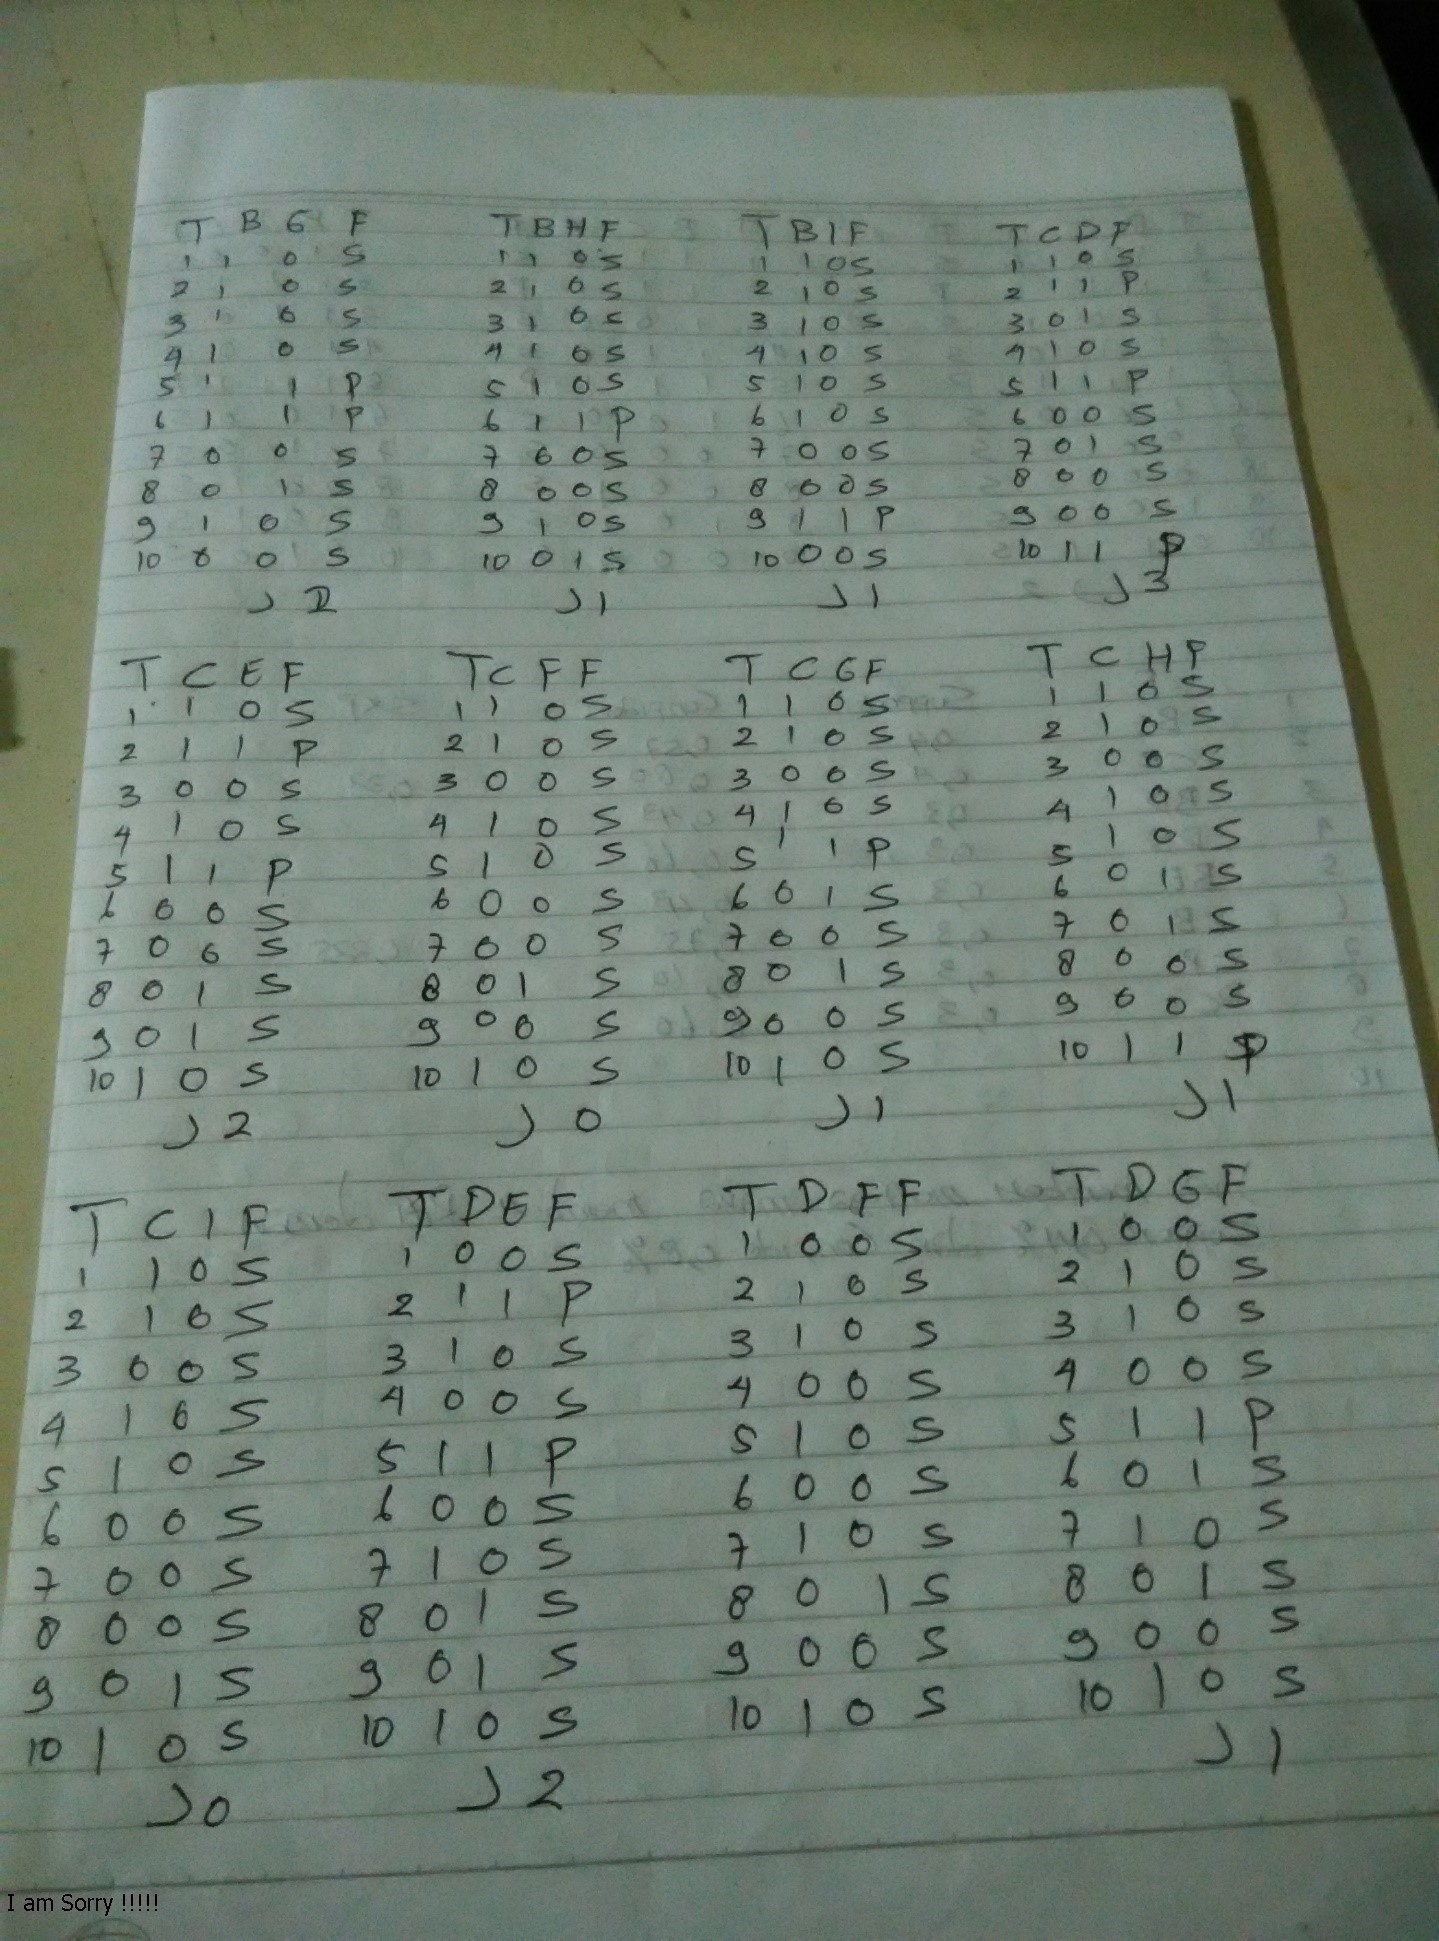 T B G F T B H F T B I F T C D F
1 1 0 S 1 1 0 S 1 1 0 S 1 1 0 S
2 1 0 S 2 1 0 S 2 1 0 S 2 1 1 P
3 1 0 S 3 1 0 S 3 1 0 S 3 0 1 S
4 1 0 S 4 1 0 S 4 1 0 S 4 1 0 S
5 1 1 P 5 1 0 S 5 1 0 S 5 1 1 P
6 1 1 P 6 1 1 P 6 1 0 S 6 0 0 S
7 0 0 S 7 0 0 S 7 0 0 S 7 0 1 S
8 0 1 S 8 0 0 S 8 0 0 S 8 0 0 S
9 1 0 S 9 1 0 S 9 1 1 P 9 0 0 S
10 0 0 S 10 0 1 S 10 0 0 S 10 1 1 P
J 2 J 1 J 1 J 3
T C E F T C F F T C G F T C H F
1 1 0 S 1 1 0 S 1 1 0 S 1 1 0 S
2 1 1 P 2 1 0 S 2 1 0 S 2 1 0 S
3 0 0 S 3 0 0 S 3 0 0 S 3 0 0 S
4 1 0 S 4 1 0 S 4 1 0 S 4 1 0 S
5 1 1 P 5 1 0 S 5 1 1 P 5 1 0 S
6 0 0 S 6 0 0 S 6 0 1 S 6 0 1 S
7 0 0 S 7 0 0 S 7 0 0 S 7 0 1 S
8 0 1 S 8 0 1 S 8 0 1 S 8 0 0 S
9 0 1 S 9 0 0 S 9 0 0 S 9 0 0 S
10 1 0 S 10 1 0 S 10 1 0 S 10 1 1 P
J 2 J 0 J 1 J 1
T C I F T D E F T D F F T D G F
1 1 0 S 1 0 0 S 1 0 0 S 1 0 0 S
2 1 0 S 2 1 1 P 2 1 0 S 2 1 0 S
3 0 0 S 3 1 0 S 3 1 0 S 3 1 0 S
4 1 0 S 4 0 0 S 4 0 0 S 4 0 0 S
5 1 0 S 5 1 1 P 5 1 0 S 5 1 1 P
6 0 0 S 6 0 0 S 6 0 0 S 6 0 1 S
7 0 0 S 7 1 0 S 7 1 0 S 7 1 0 S
8 0 0 S 8 0 1 S 8 0 1 S 8 0 1 S
9 0 1 S 9 0 1 S 9 0 0 S 9 0 0 S
10 1 0 S 10 1 0 S 10 1 0 S 10 1 0 S
J 0 J 2 J 1
I am Sorry !!!!!